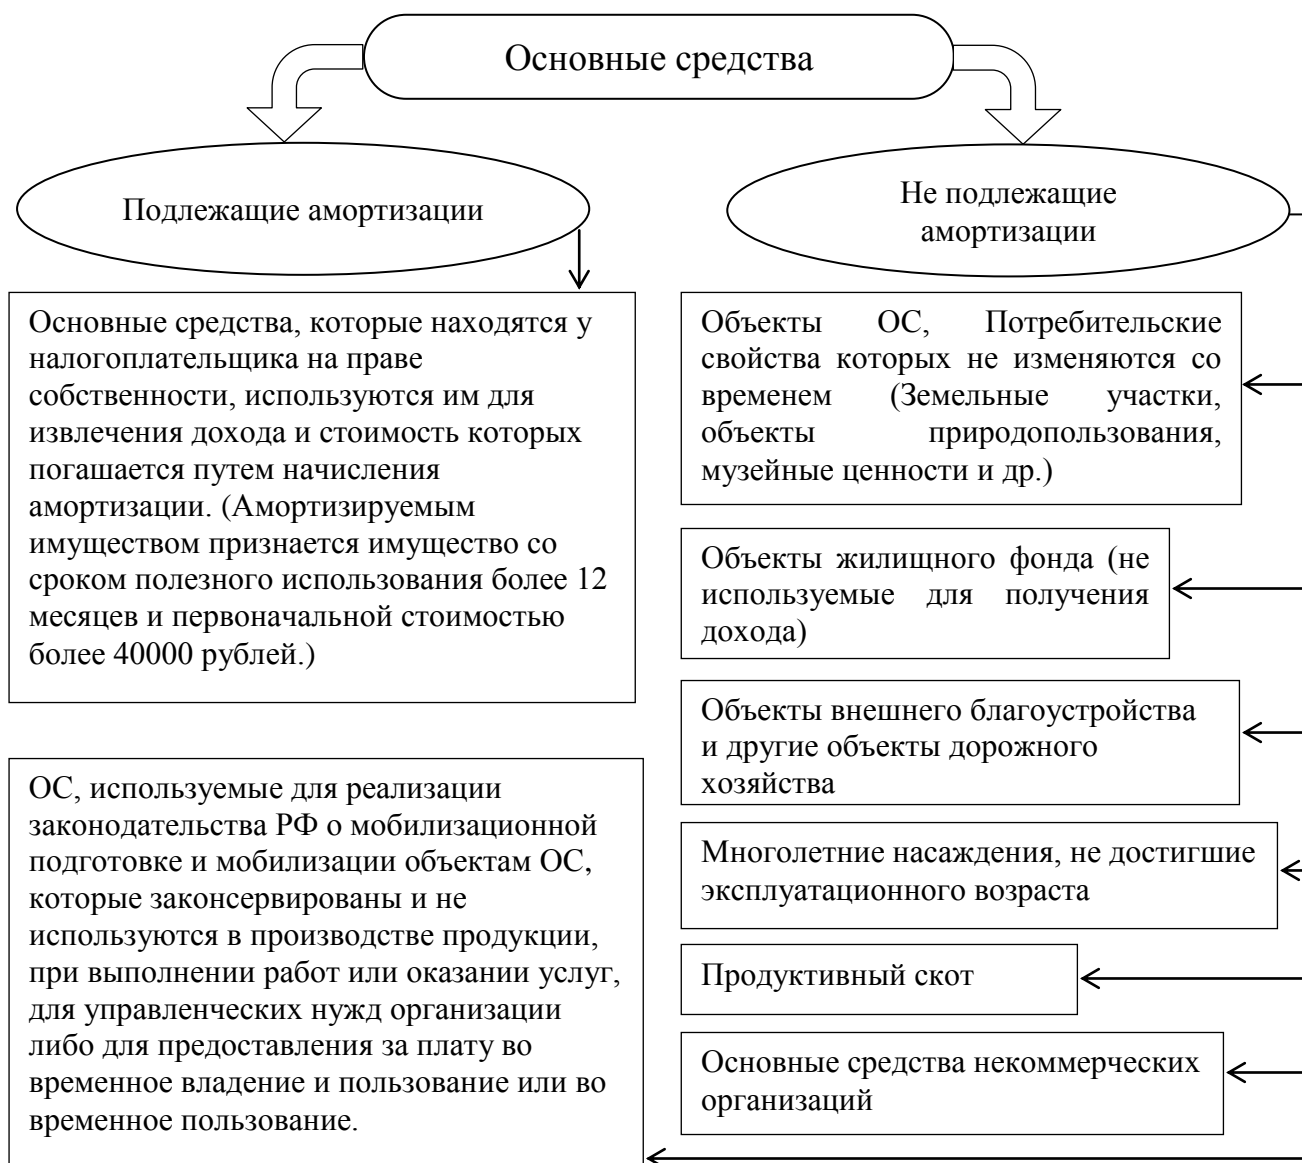 Основные средства
Подлежащие амортизации
Не подлежащие
амортизации
Основные средства, которые находятся у
налогоплательщика на праве
собственности, используются им для
извлечения дохода и стоимость которых
погашается путем начисления
амортизации. (Амортизируемым
имуществом признается имущество со
сроком полезного использования более 12
месяцев и первоначальной стоимостью
более 40000 рублей.)
Объекты ОС, Потребительские
свойства которых не изменяются со
временем (Земельные участки,
объекты природопользования,
музейные ценности и др.)
Объекты жилищного фонда (не
используемые для получения
дохода)
Объекты внешнего благоустройства
и другие объекты дорожного
хозяйства
Многолетние насаждения, не достигшие
эксплуатационного возраста
Продуктивный скот
Основные средства некоммерческих
организаций
ОС, используемые для реализации
законодательства РФ о мобилизационной
подготовке и мобилизации объектам ОС,
которые законсервированы и не
используются в производстве продукции,
при выполнении работ или оказании услуг,
для управленческих нужд организации
либо для предоставления за плату во
временное владение и пользование или во
временное пользование.